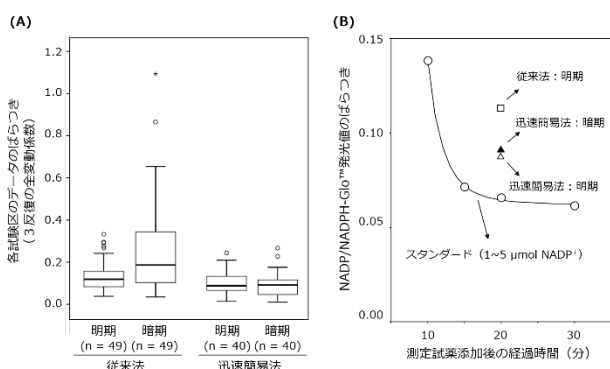 (A)
各試験区のデータのばらつき
(3反復の全変動係数)
1.2
1.0
0.8
0.6
0.4
0.2
0.0
明期
(n = 49)
暗期
(n = 49)
明期
(n = 40)
暗期
(n = 40)
従来法
迅速簡易法
(B)
NADP/NADPH-Glo™発光値のばらつき
0.15
0.10
0.05
0.00
従来法：明期
迅速簡易法：暗期
迅速簡易法：明期
スタンダード（1~5 μmol NADP⁺）
10
20
30
測定試薬添加後の経過時間（分）